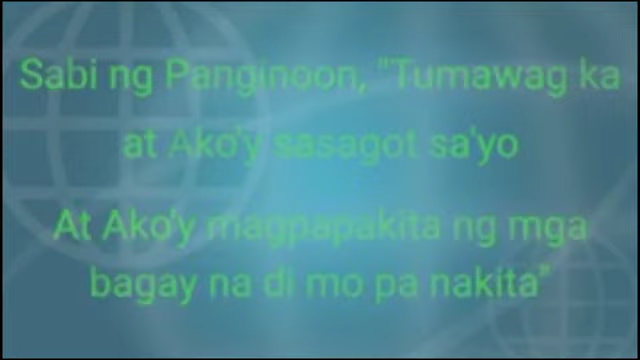 Sabi ng Panginoon, "Tumawag ka
at Ako'y sasagot sa'yo
At Ako'y magpapakita ng mga
bagay na di mo pa nakita"